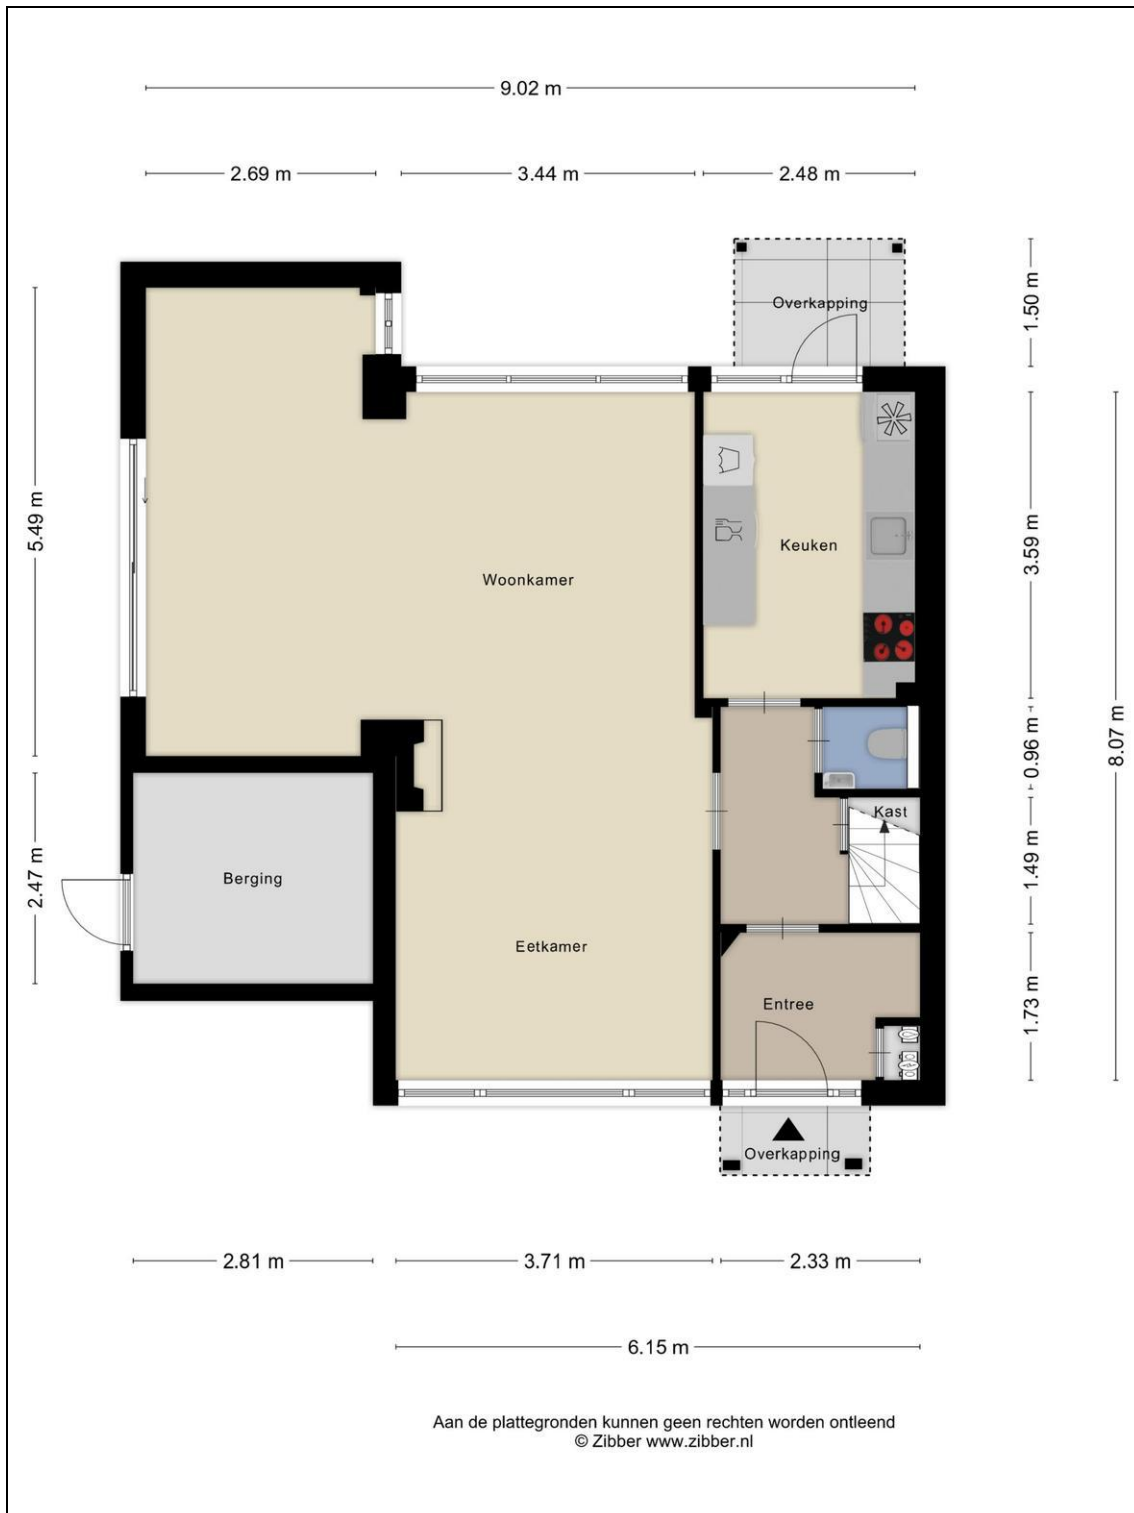 9.02 m
2.69 m
3.44 m
2.48 m
Overkapping
1.50 m
5.49 m
Woonkamer
Keuken
3.59 m
8.07 m
0.96 m
Kast
1.49 m
2.47 m
Berging
Eetkamer
Entree
1.73 m
Overkapping
2.81 m
3.71 m
2.33 m
6.15 m
Aan de plattegronden kunnen geen rechten worden ontleend
© Zibber www.zibber.nl